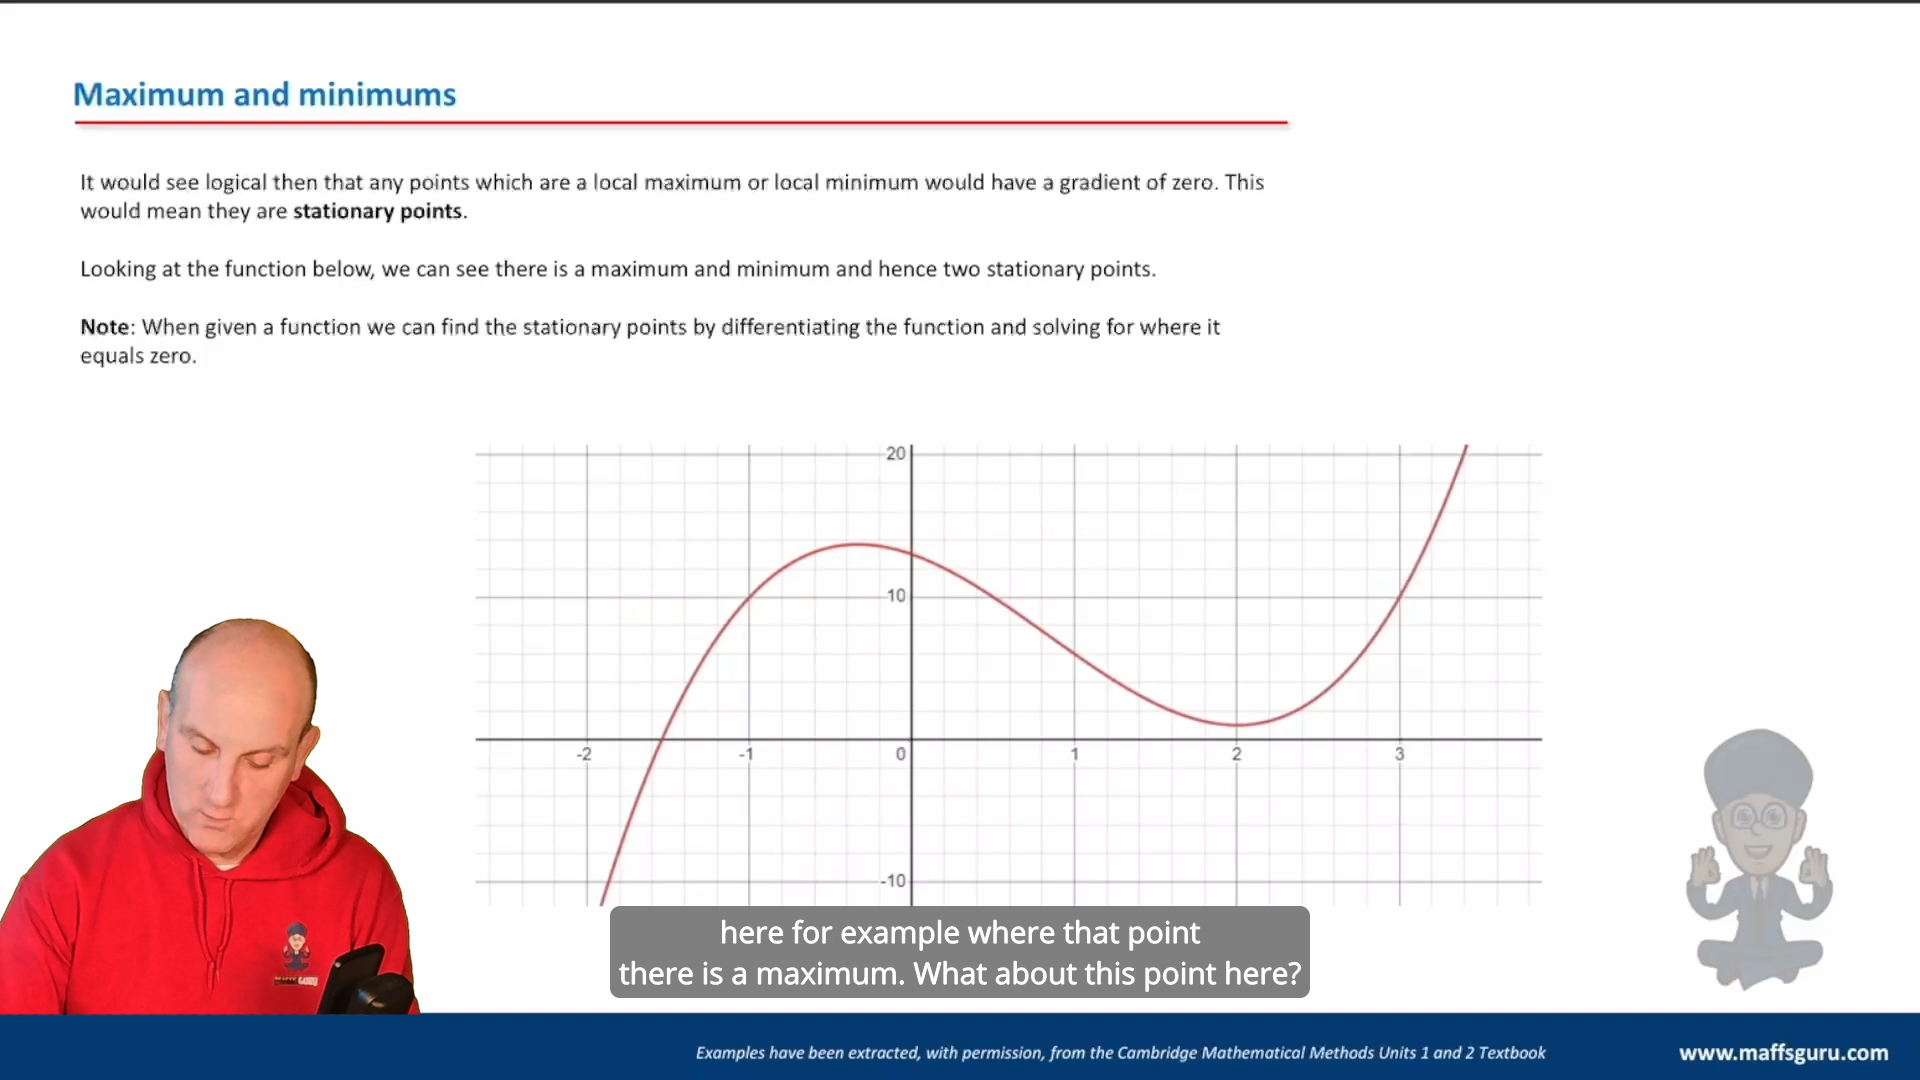 Maximum and minimums
It would see logical then that any points which are a local maximum or local minimum would have a gradient of zero. This
would mean they are stationary points.
Looking at the function below, we can see there is a maximum and minimum and hence two stationary points.
Note: When given a function we can find the stationary points by differentiating the function and solving for where it
equals zero.
20
10
-2 -1 0 1 2 3
-10
here for example where that point
there is a maximum. What about this point here?
Examples have been extracted, with permission, from the Cambridge Mathematical Methods Units 1 and 2 Textbook
www.maffsguru.com